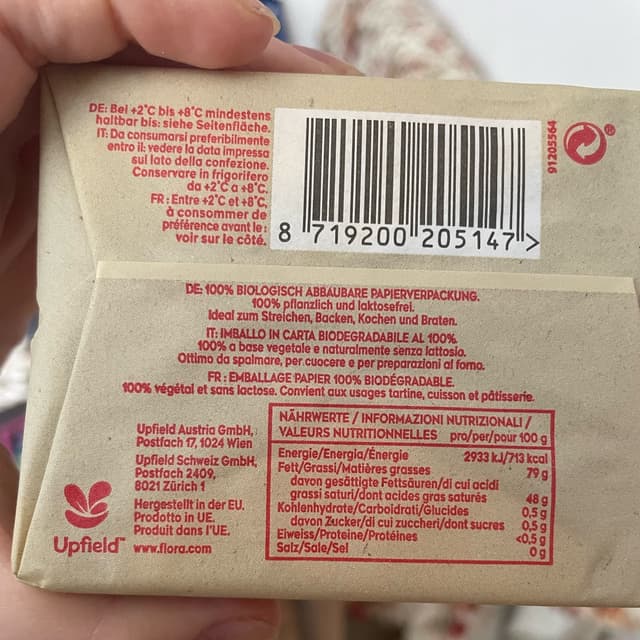 DE: Bei +2°C bis +8°C mindestens
haltbar bis: siehe Seitenfläche.
IT: Da consumarsi preferibilmente
entro il: vedere la data impressa
sul lato della confezione.
Conservare in frigorifero
da +2°C a +8°C.
FR: Entre +2°C et +8°C,
à consommer de
préférence avant le:
voir sur le côté.
8 719200 205147 >
91205564
®
DE: 100% BIOLOGISCH ABBAUBARE PAPIERVERPACKUNG.
100% pflanzlich und laktosefrei.
Ideal zum Streichen, Backen, Kochen und Braten.
IT: IMBALLO IN CARTA BIODEGRADABILE AL 100%.
100% a base vegetale e naturalmente senza lattosio.
Ottimo da spalmare, per cuocere e per preparazioni al forno.
FR: EMBALLAGE PAPIER 100% BIODÉGRADABLE.
100% végétal et sans lactose. Convient aux usages tartine, cuisson et pâtisserie.
Upfield Austria GmbH,
Postfach 17, 1024 Wien
Upfield Schweiz GmbH,
Postfach 2409,
8021 Zürich 1
Hergestellt in der EU.
Prodotto in UE.
Produit dans l'UE.
www.flora.com
Upfield™
NÄHRWERTE / INFORMAZIONI NUTRIZIONALI /
VALEURS NUTRITIONNELLES pro/per/pour 100 g
Energie/Energia/Énergie 2933 kJ/713 kcal
Fett/Grassi/Matières grasses 79 g
davon gesättigte Fettsäuren/di cui acidi
grassi saturi/dont acides gras saturés 48 g
Kohlenhydrate/Carboidrati/Glucides 0,5 g
davon Zucker/di cui zuccheri/dont sucres 0,5 g
Eiweiss/Proteine/Protéines <0,5 g
Salz/Sale/Sel 0 g